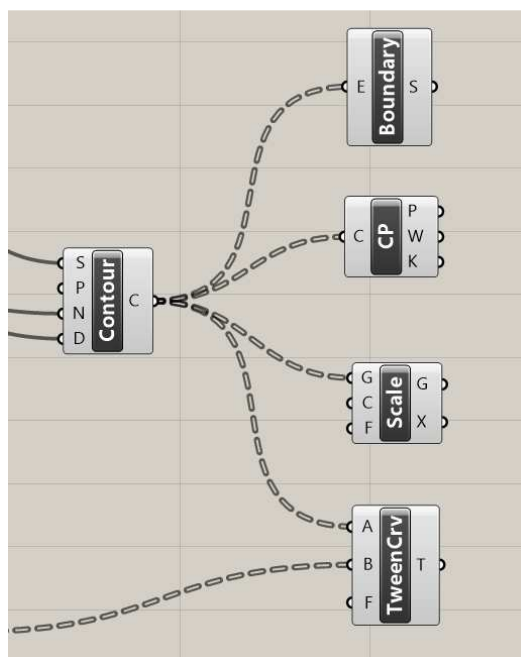 E Boundary S
C CP P
W
K
S Contour C
P
N
D
G Scale G
C X
F
A TweenCrv T
B
F